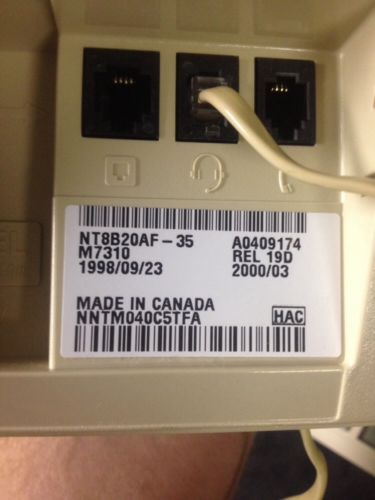 NT8B20AF-35 A0409174
M7310 REL 19D
1998/09/23 2000/03
MADE IN CANADA
NNTM040C5TFA HAC